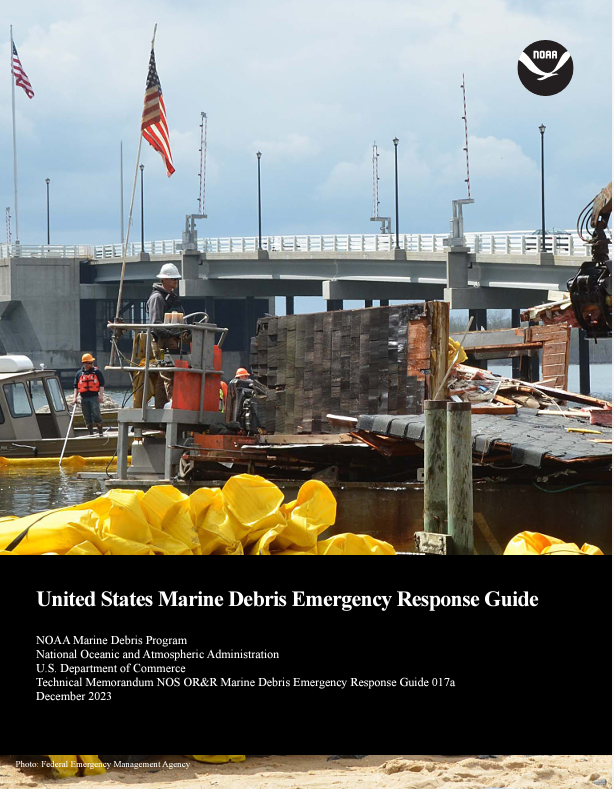 NOAA
United States Marine Debris Emergency Response Guide
NOAA Marine Debris Program
National Oceanic and Atmospheric Administration
U.S. Department of Commerce
Technical Memorandum NOS OR&R Marine Debris Emergency Response Guide 017a
December 2023
Photo: Federal Emergency Management Agency